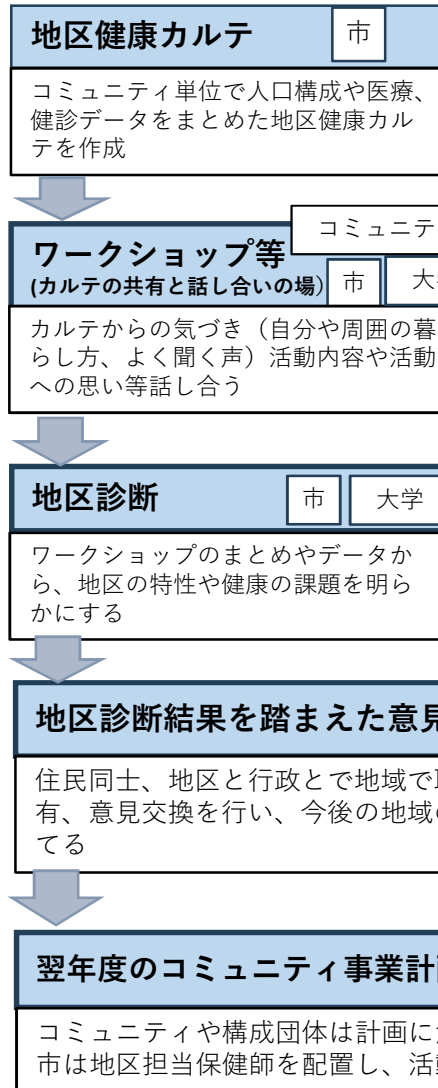 地区健康カルテ 市
コミュニティ単位で人口構成や医療、
健診データをまとめた地区健康カル
テを作成
コミュニテ
ワークショップ等
(カルテの共有と話し合いの場) 市 大
カルテからの気づき（自分や周囲の暮
らし方、よく聞く声）活動内容や活動
への思い等話し合う
地区診断 市 大学
ワークショップのまとめやデータか
ら、地区の特性や健康の課題を明ら
かにする
地区診断結果を踏まえた意見
住民同士、地区と行政とで地域で
有、意見交換を行い、今後の地域
てる
翌年度のコミュニティ事業計
コミュニティや構成団体は計画に
市は地区担当保健師を配置し、活